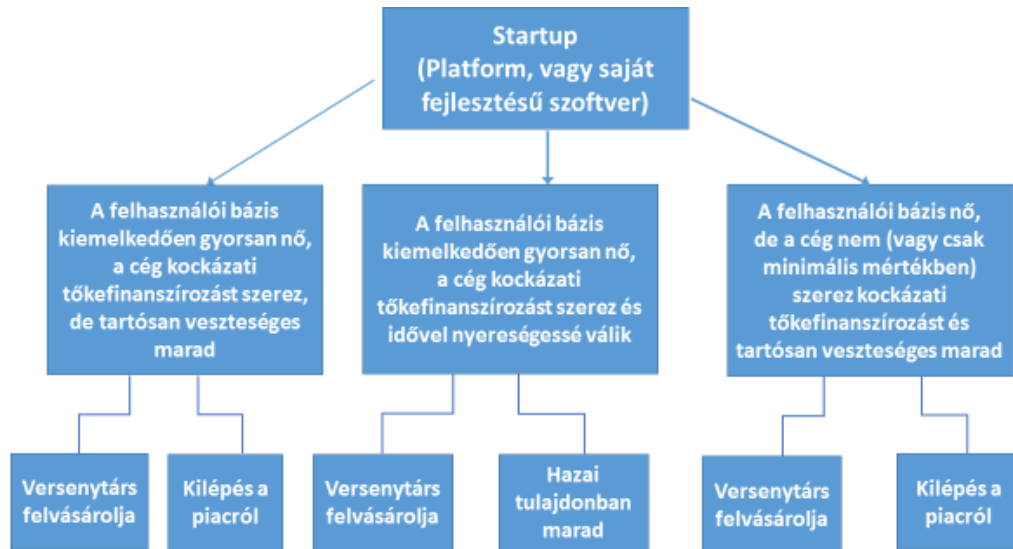 Startup
(Platform, vagy saját
fejlesztésű szoftver)
A felhasználói bázis
kiemelkedően gyorsan nő,
a cég kockázati
tőkefinanszírozást szerez,
de tartósan veszteséges
marad
A felhasználói bázis
kiemelkedően gyorsan nő,
a cég kockázati
tőkefinanszírozást szerez és
idővel nyereségessé válik
A felhasználói bázis nő,
de a cég nem (vagy csak
minimális mértékben)
szerez kockázati
tőkefinanszírozást és
tartósan veszteséges marad
Versenytárs
felvásárolja
Kilépés a
piacról
Versenytárs
felvásárolja
Hazai
tulajdonban
marad
Versenytárs
felvásárolja
Kilépés a
piacról